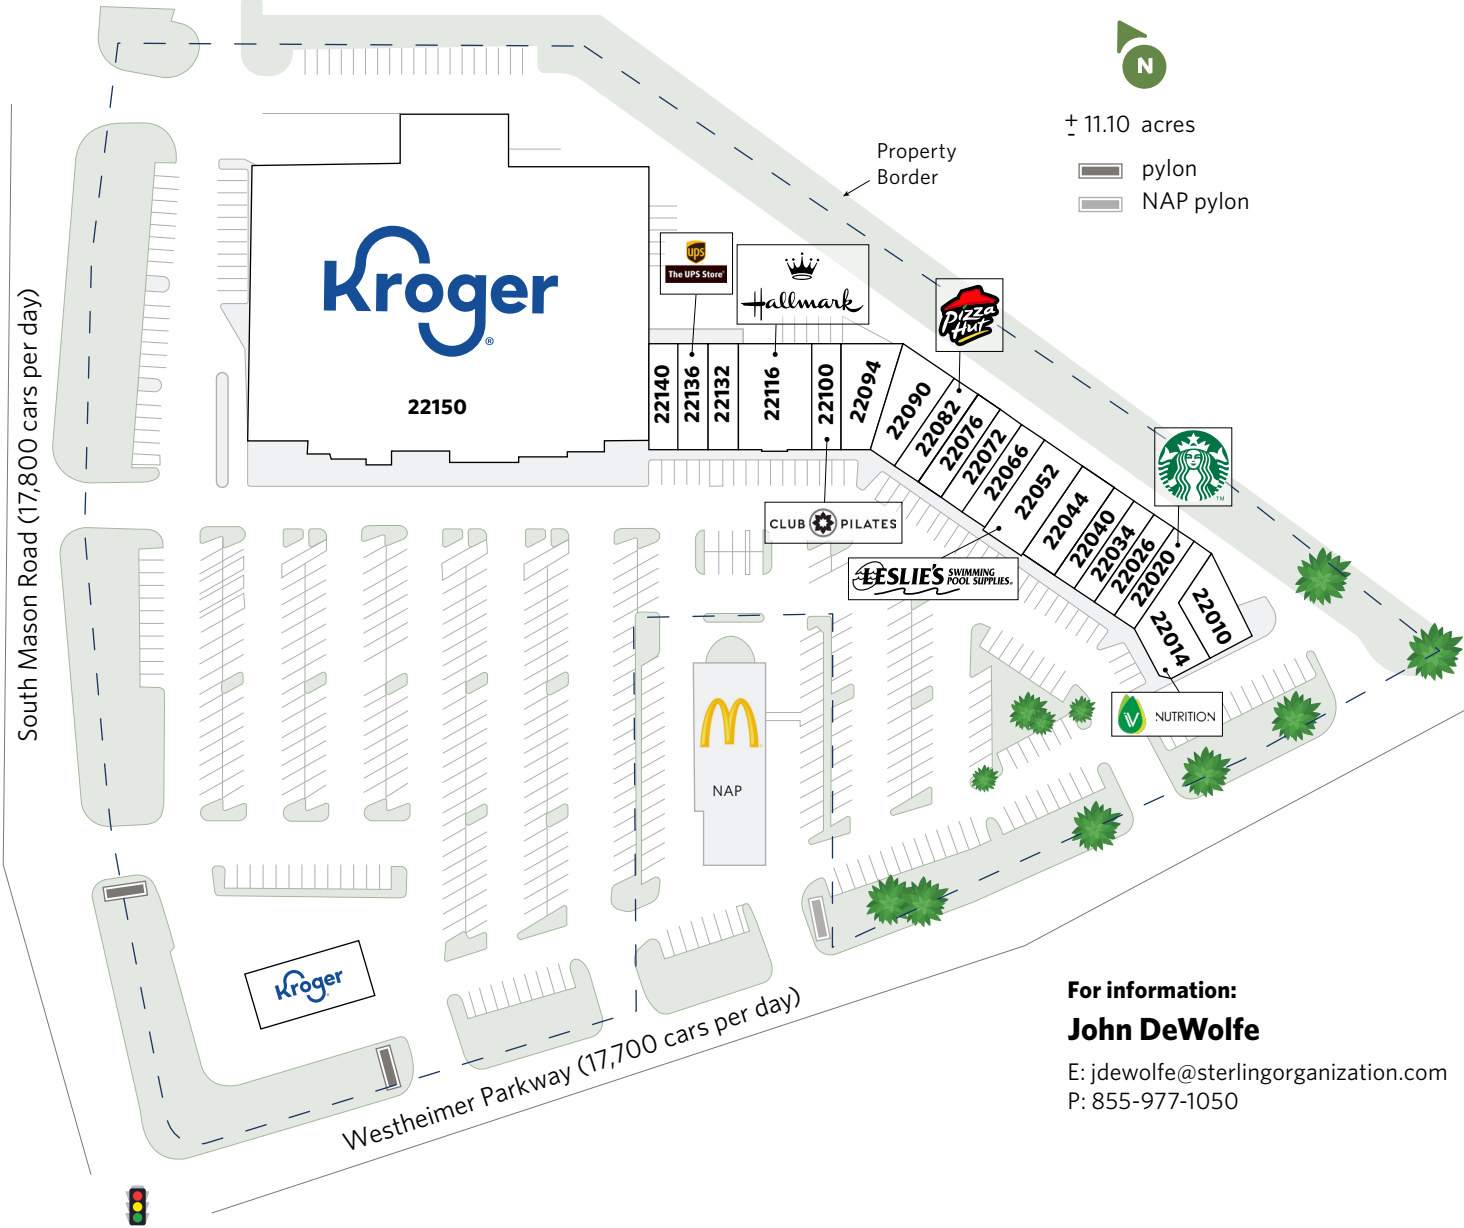 N
± 11.10 acres
pylon
NAP pylon
Property
Border
South Mason Road (17,800 cars per day)
Kroger
®
22150
ups
The UPS Store®
Hallmark
Pizza
Hut
22140
22136
22132
22116
22100
22094
22090
22082
22076
22072
22066
22052
22044
22040
22034
22026
22020
22014
22010
TM
CLUB PILATES
LESLIE'S SWIMMING
POOL SUPPLIES®
iV NUTRITION
NAP
Kroger
Westheimer Parkway (17,700 cars per day)
For information:
John DeWolfe
E: jdewolfe@sterlingorganization.com
P: 855-977-1050